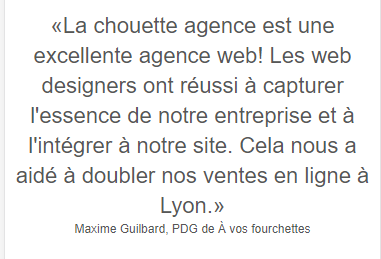 «La chouette agence est une
excellente agence web! Les web
designers ont réussi à capturer
l'essence de notre entreprise et à
l'intégrer à notre site. Cela nous a
aidé à doubler nos ventes en ligne à
Lyon.»
Maxime Guilbard, PDG de À vos fourchettes